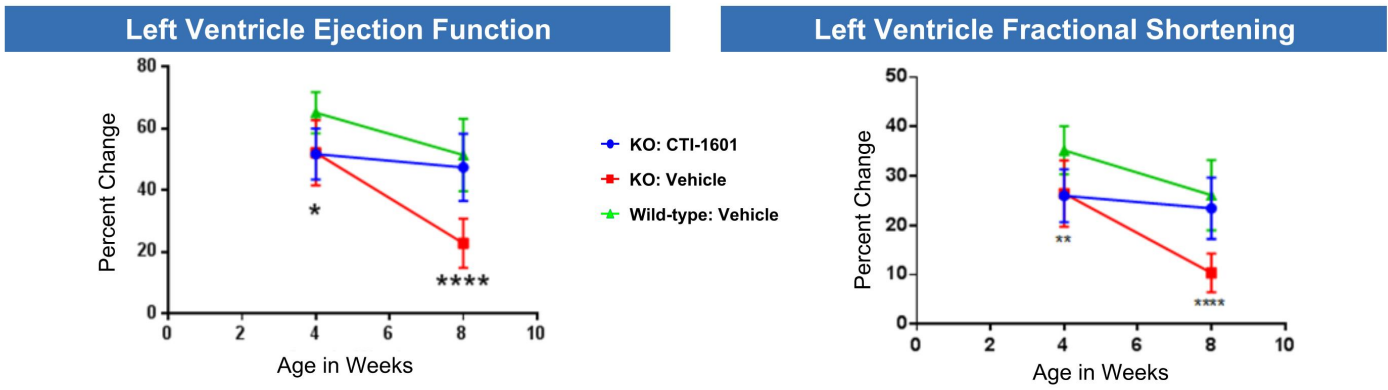 Left Ventricle Ejection Function
Left Ventricle Fractional Shortening
80
60
40
20
0
Percent Change
*
****
0 2 4 6 8 10
Age in Weeks
KO: CTI-1601
KO: Vehicle
Wild-type: Vehicle
50
40
30
20
10
0
Percent Change
**
****
0 2 4 6 8 10
Age in Weeks